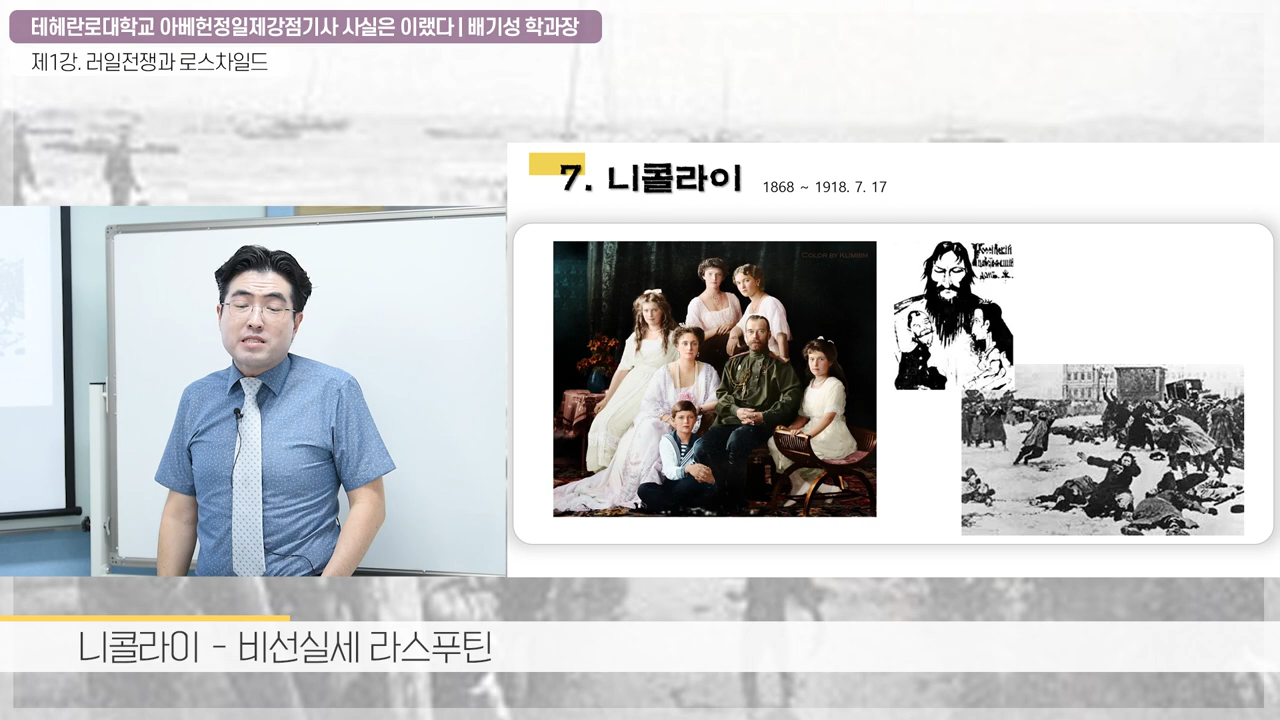 테헤란로대학교 아베헌정일제강점기사 사실은 이랬다 | 배기성 학과장
제1강. 러일전쟁과 로스차일드
7. 니콜라이 1868 ~ 1918. 7. 17
COLOR BY KLIMBIM
니콜라이 - 비선실세 라스푸틴